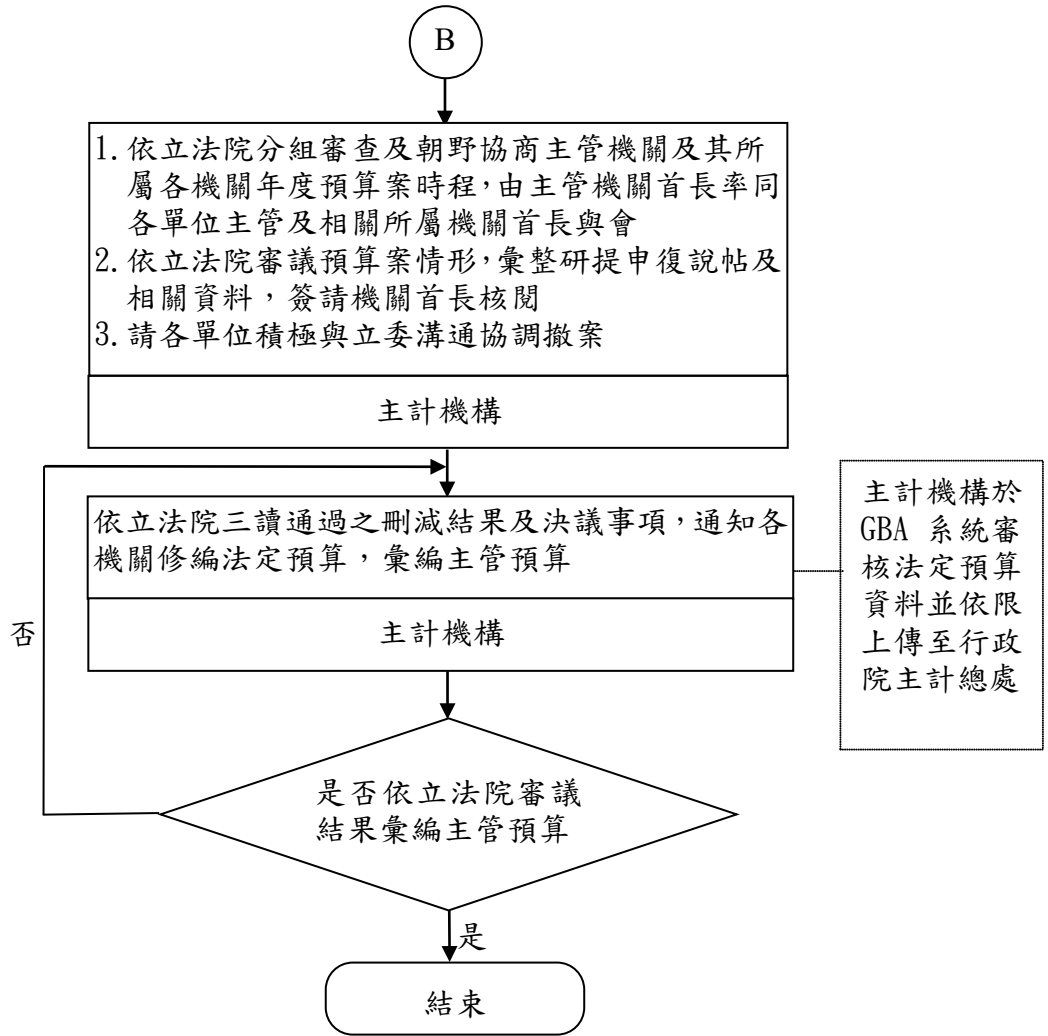 B
1. 依立法院分組審查及朝野協商主管機關及其所
屬各機關年度預算案時程，由主管機關首長率同
各單位主管及相關所屬機關首長與會
2. 依立法院審議預算案情形，彙整研提申復說帖及
相關資料，簽請機關首長核閱
3. 請各單位積極與立委溝通協調撤案
主計機構
依立法院三讀通過之刪減結果及決議事項，通知各
機關修編法定預算，彙編主管預算
主計機構
主計機構於
GBA 系統審
核法定預算
資料並依限
上傳至行政
院主計總處
否
是否依立法院審議
結果彙編主管預算
是
結束